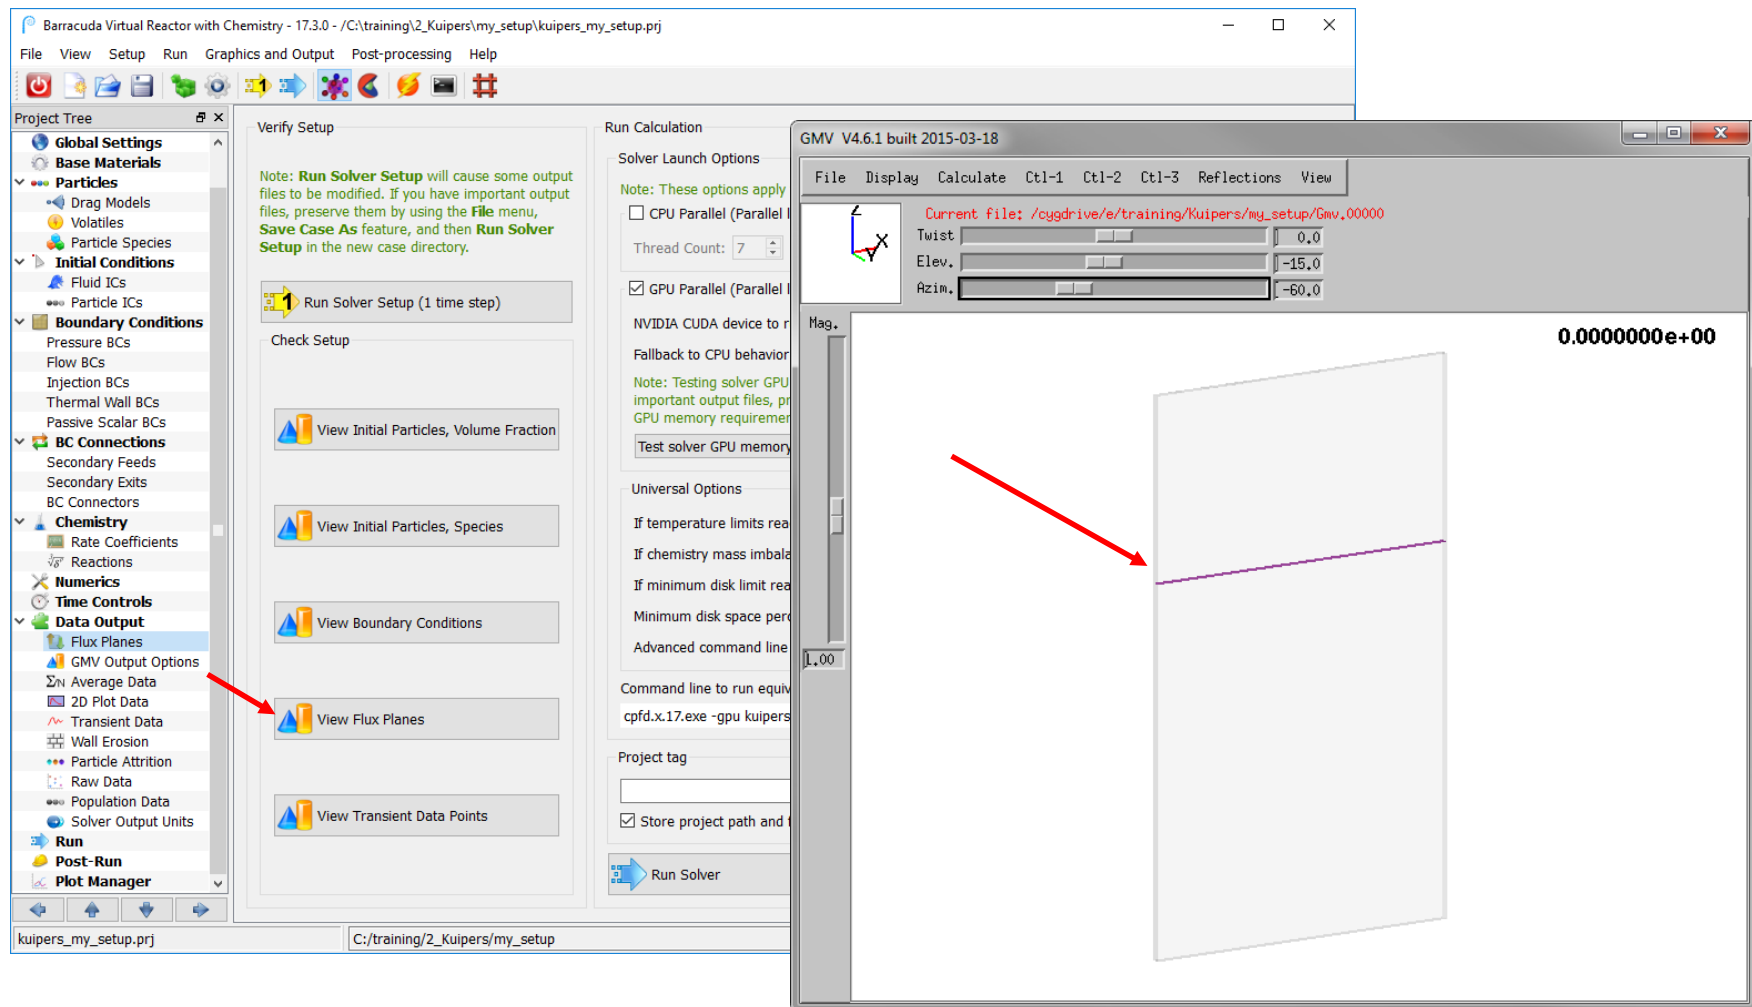 Barracuda Virtual Reactor with Chemistry - 17.3.0 - /C:\training\2_Kuipers\my_setup\kuipers_my_setup.prj
File View Setup Run Graphics and Output Post-processing Help
1
Project Tree
Global Settings
Base Materials
Particles
Drag Models
Volatiles
Particle Species
Initial Conditions
Fluid ICs
Particle ICs
Boundary Conditions
Pressure BCs
Flow BCs
Injection BCs
Thermal Wall BCs
Passive Scalar BCs
BC Connections
Secondary Feeds
Secondary Exits
BC Connectors
Chemistry
Rate Coefficients
Reactions
Numerics
Time Controls
Data Output
Flux Planes
GMV Output Options
Average Data
2D Plot Data
Transient Data
Wall Erosion
Particle Attrition
Raw Data
Population Data
Solver Output Units
Run
Post-Run
Plot Manager
Verify Setup
Note: Run Solver Setup will cause some output
files to be modified. If you have important output
files, preserve them by using the File menu,
Save Case As feature, and then Run Solver
Setup in the new case directory.
1 Run Solver Setup (1 time step)
Check Setup
View Initial Particles, Volume Fraction
View Initial Particles, Species
View Boundary Conditions
View Flux Planes
View Transient Data Points
Run Calculation
Solver Launch Options
Note: These options apply
CPU Parallel (Parallel
Thread Count: 7
GPU Parallel (Parallel
NVIDIA CUDA device to r
Fallback to CPU behavior
Note: Testing solver GPU
important output files, pr
GPU memory requiremer
Test solver GPU memory
Universal Options
If temperature limits rea
If chemistry mass imbala
If minimum disk limit rea
Minimum disk space perc
Advanced command line
Command line to run equiv
cpfd.x.17.exe -gpu kuipers
Project tag
Store project path and
Run Solver
kuipers_my_setup.prj
C:/training/2_Kuipers/my_setup
GMV V4.6.1 built 2015-03-18
File Display Calculate Ctl-1 Ctl-2 Ctl-3 Reflections View
Z
X
Y
Current file: /cygdrive/e/training/Kuipers/my_setup/Gmv.00000
Twist 0.0
Elev. -15.0
Azim. -60.0
Mag.
1.00
0.0000000e+00